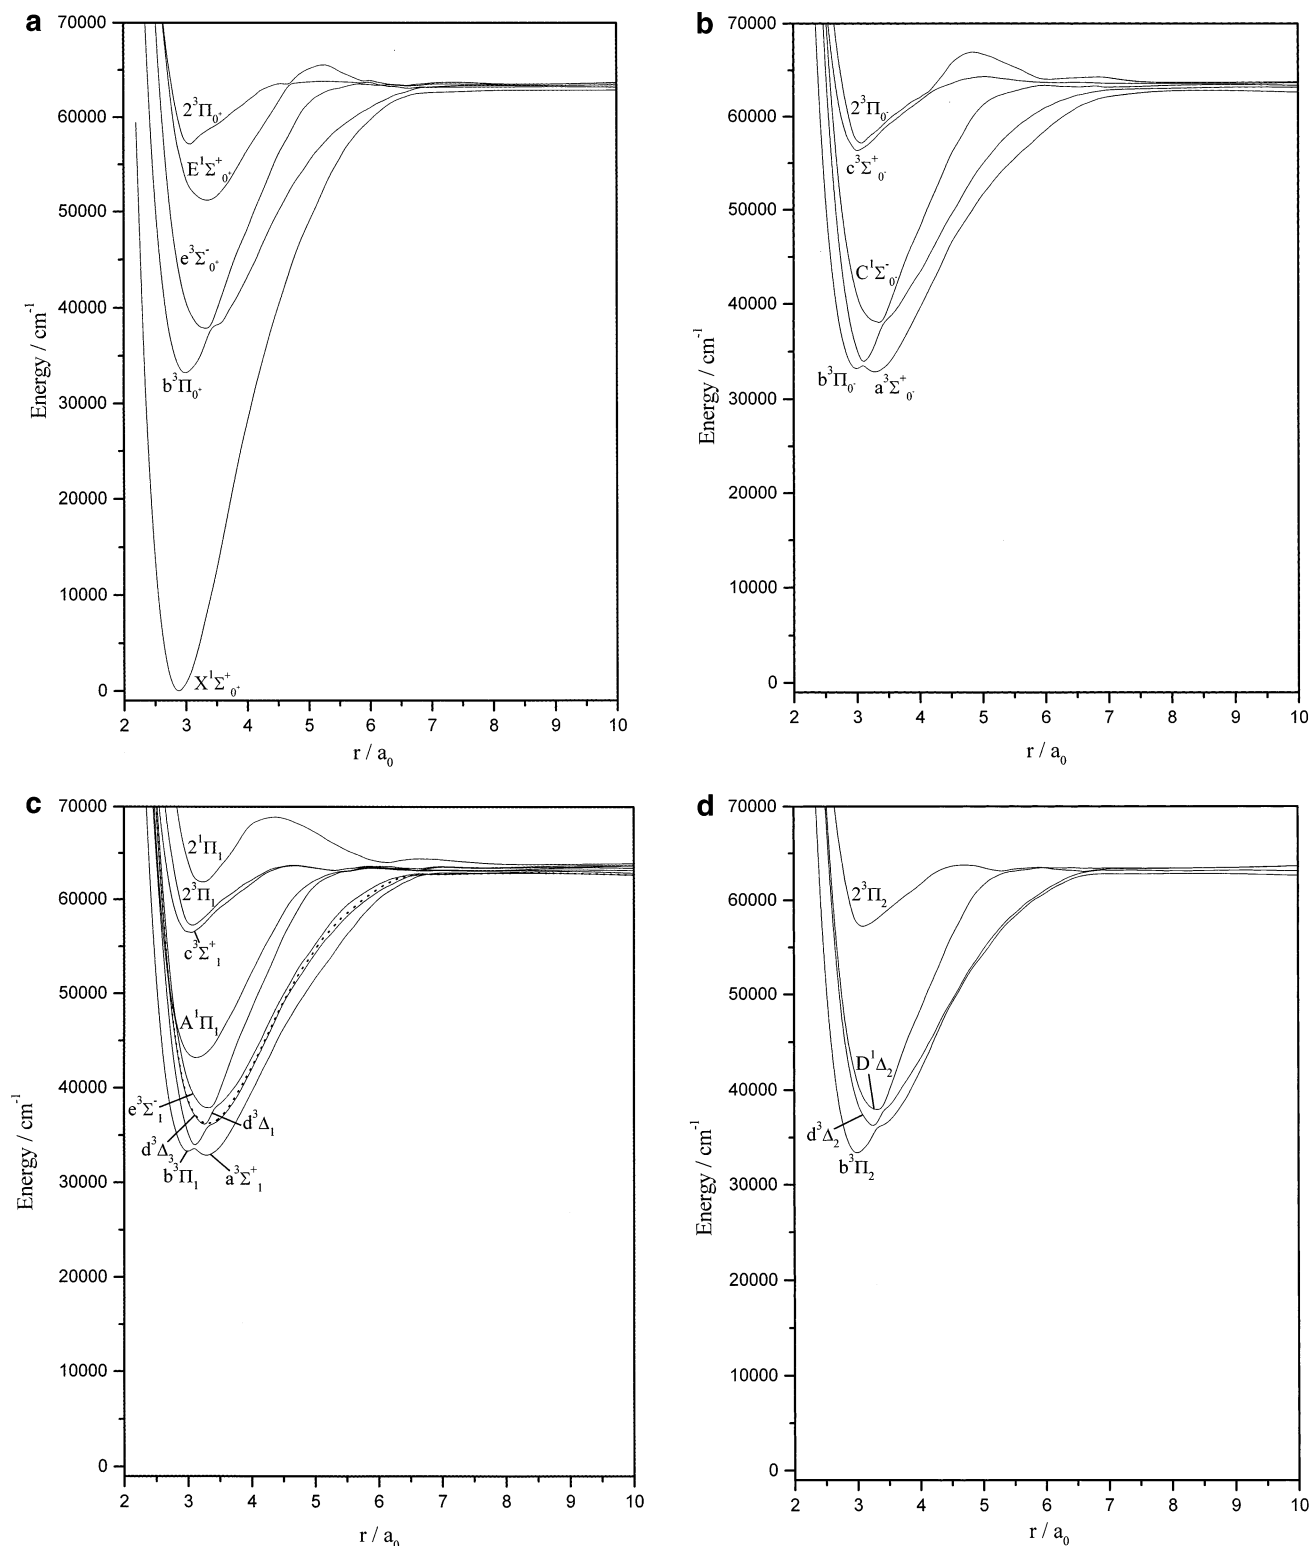 a
70000
60000
50000
40000
30000
20000
10000
0
Energy / cm⁻¹
2³Π₀⁺
E¹Σ⁺₀⁺
e³Σ⁻₀⁺
b³Π₀⁺
X¹Σ⁺₀⁺
2 3 4 5 6 7 8 9 10
r / a₀
b
70000
60000
50000
40000
30000
20000
10000
0
Energy / cm⁻¹
2³Π₀⁻
c³Σ⁺₀⁻
C¹Σ⁻₀⁻
b³Π₀⁻
a³Σ⁺₀⁻
2 3 4 5 6 7 8 9 10
r / a₀
c
70000
60000
50000
40000
30000
20000
10000
0
Energy / cm⁻¹
2¹Π₁
2³Π₁
c³Σ⁺₁
A¹Π₁
e³Σ⁻₁
d³Δ₁
d³Δ₃
b³Π₁
a³Σ⁺₁
2 3 4 5 6 7 8 9 10
r / a₀
d
70000
60000
50000
40000
30000
20000
10000
0
Energy / cm⁻¹
2³Π₂
D¹Δ₂
d³Δ₂
b³Π₂
2 3 4 5 6 7 8 9 10
r / a₀